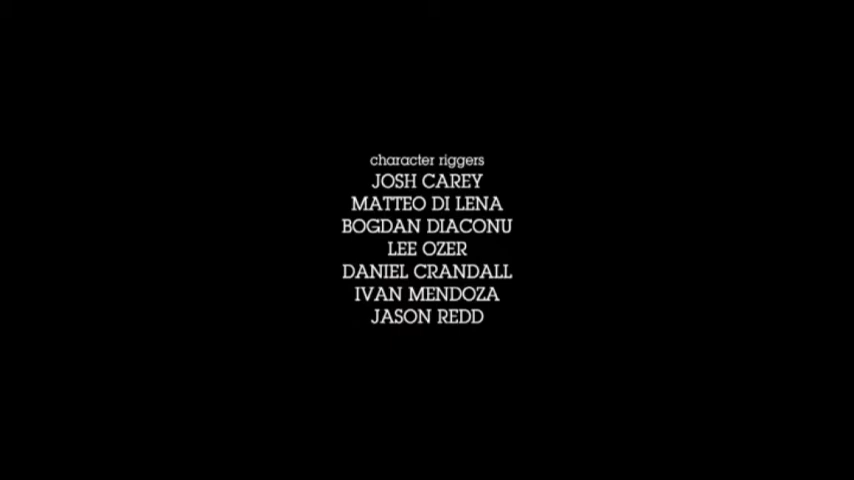 character riggers
JOSH CAREY
MATTEO DI LENA
BOGDAN DIACONU
LEE OZER
DANIEL CRANDALL
IVAN MENDOZA
JASON REDD